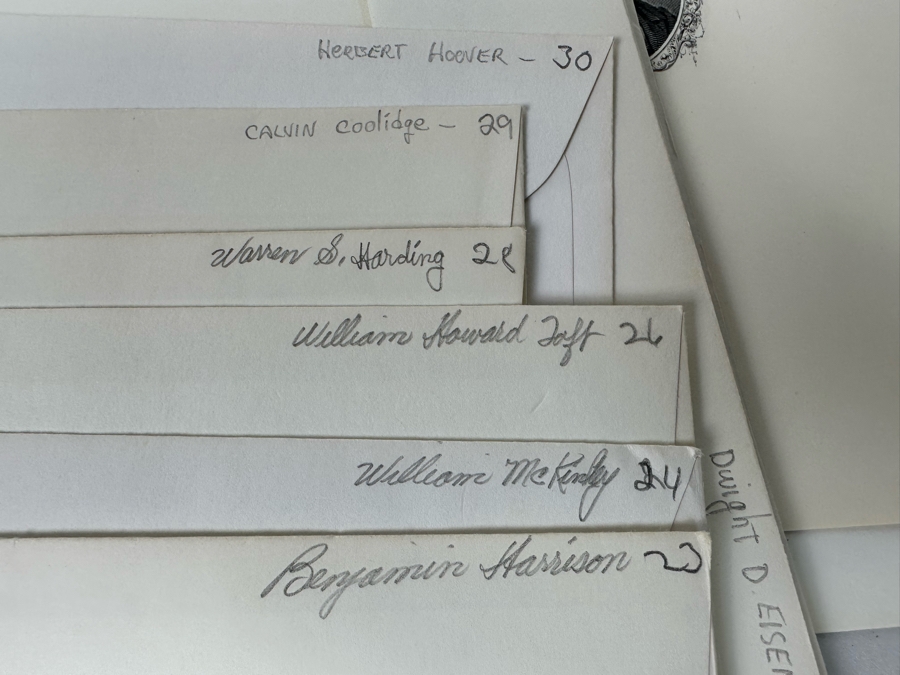 HERBERT HOOVER – 30
CALVIN Coolidge – 29
Warren G. Harding 28
William Howard Taft 26
William McKinley 24
Benjamin Harrison 23
Dwight D. EISEN